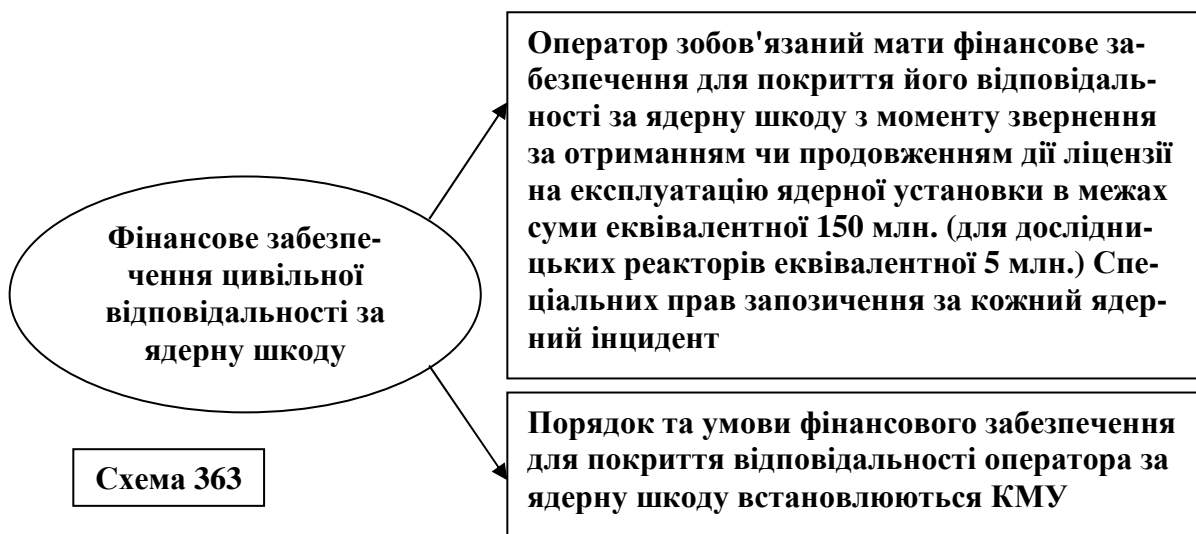 Фінансове забезпе-
чення цивільної
відповідальності за
ядерну шкоду
Оператор зобов'язаний мати фінансове за-
безпечення для покриття його відповідаль-
ності за ядерну шкоду з моменту звернення
за отриманням чи продовженням дії ліцензії
на експлуатацію ядерної установки в межах
суми еквівалентної 150 млн. (для дослідни-
цьких реакторів еквівалентної 5 млн.) Спе-
ціальних прав запозичення за кожний ядер-
ний інцидент
Порядок та умови фінансового забезпечення
для покриття відповідальності оператора за
ядерну шкоду встановлюються КМУ
Схема 363